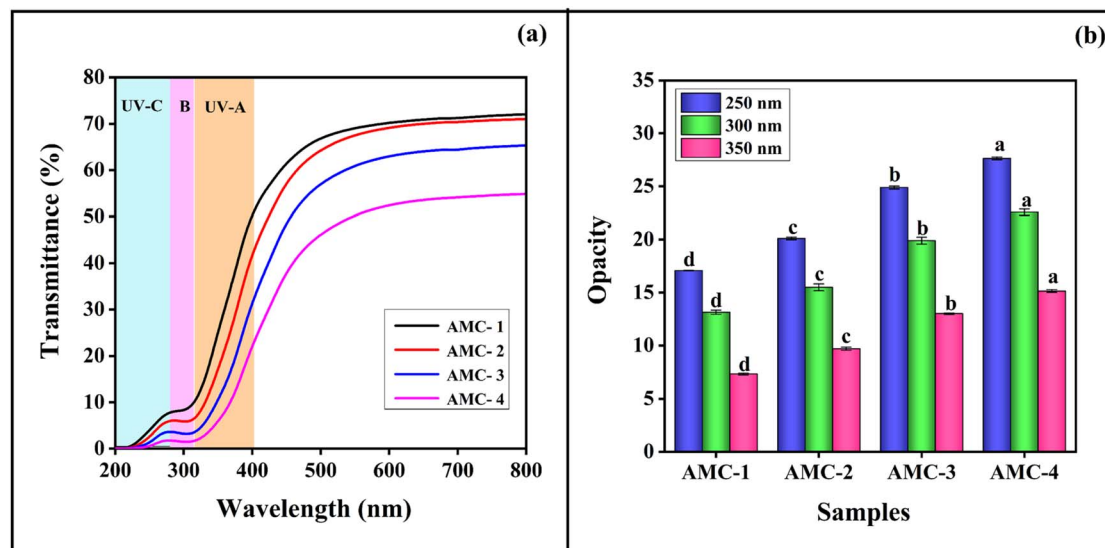 (a)
80
70
60
50
40
30
20
10
0
Transmittance (%)
UV-C B UV-A
AMC- 1
AMC- 2
AMC- 3
AMC- 4
200 300 400 500 600 700 800
Wavelength (nm)
(b)
35
30
25
20
15
10
5
0
Opacity
250 nm
300 nm
350 nm
d d d
c c c
b b b
a a a
AMC-1 AMC-2 AMC-3 AMC-4
Samples